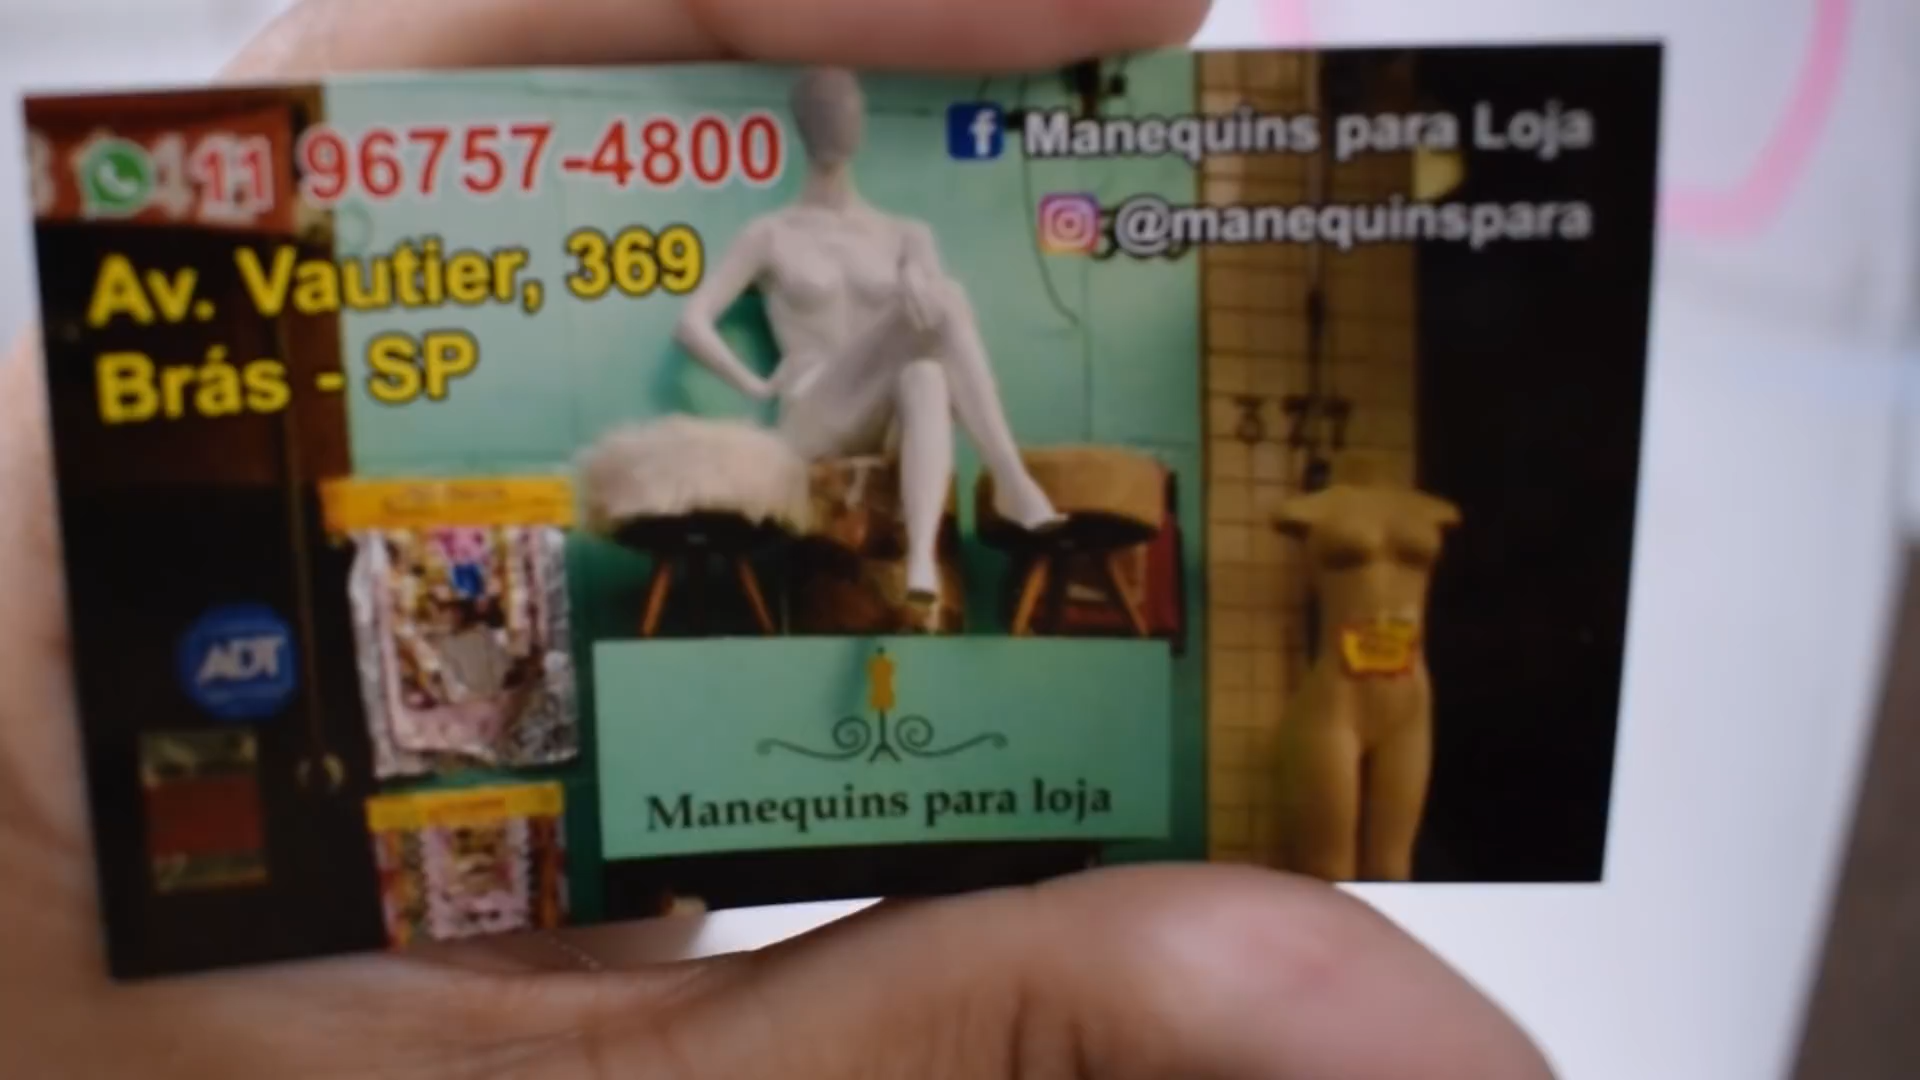 11 96757-4800
Av. Vautier, 369
Brás - SP
f Manequins para Loja
@manequinspara
377
ADT
Manequins para loja